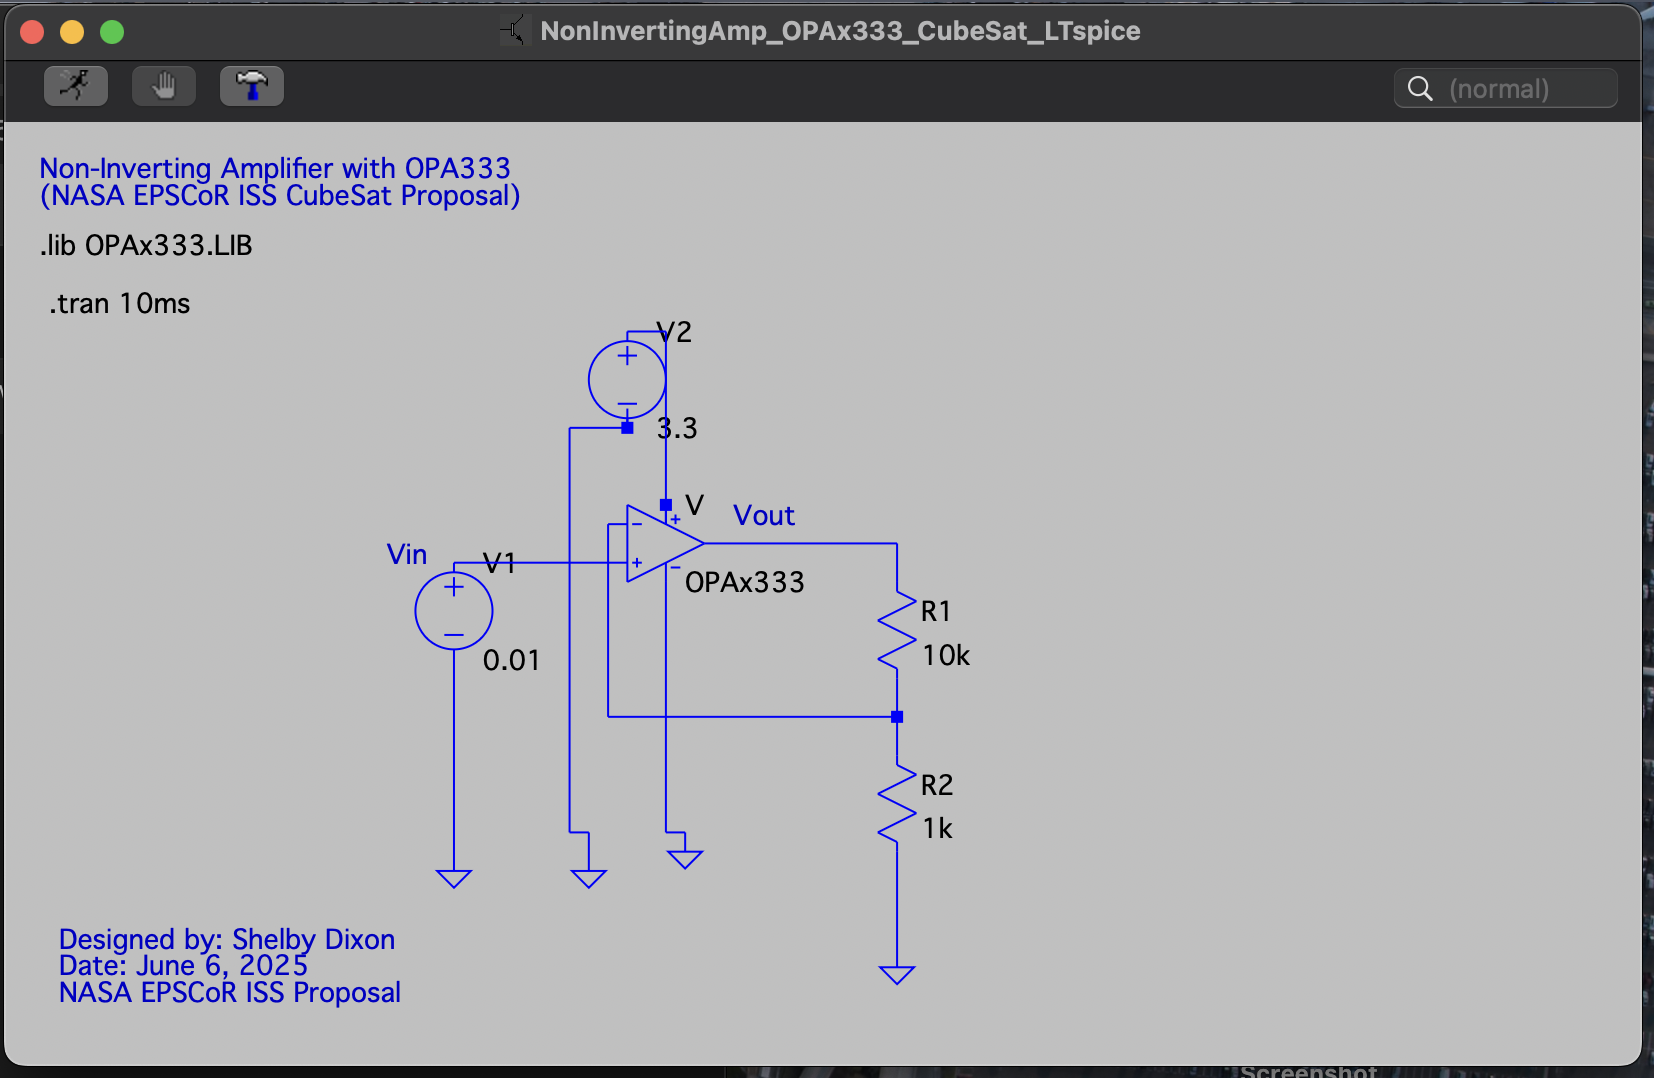 NonInvertingAmp_OPAx333_CubeSat_LTspice
(normal)
Non-Inverting Amplifier with OPA333
(NASA EPSCoR ISS CubeSat Proposal)
.lib OPAx333.LIB
.tran 10ms
V2
3.3
V
Vout
Vin
V1
OPAx333
0.01
R1
10k
R2
1k
Designed by: Shelby Dixon
Date: June 6, 2025
NASA EPSCoR ISS Proposal
Screenshot